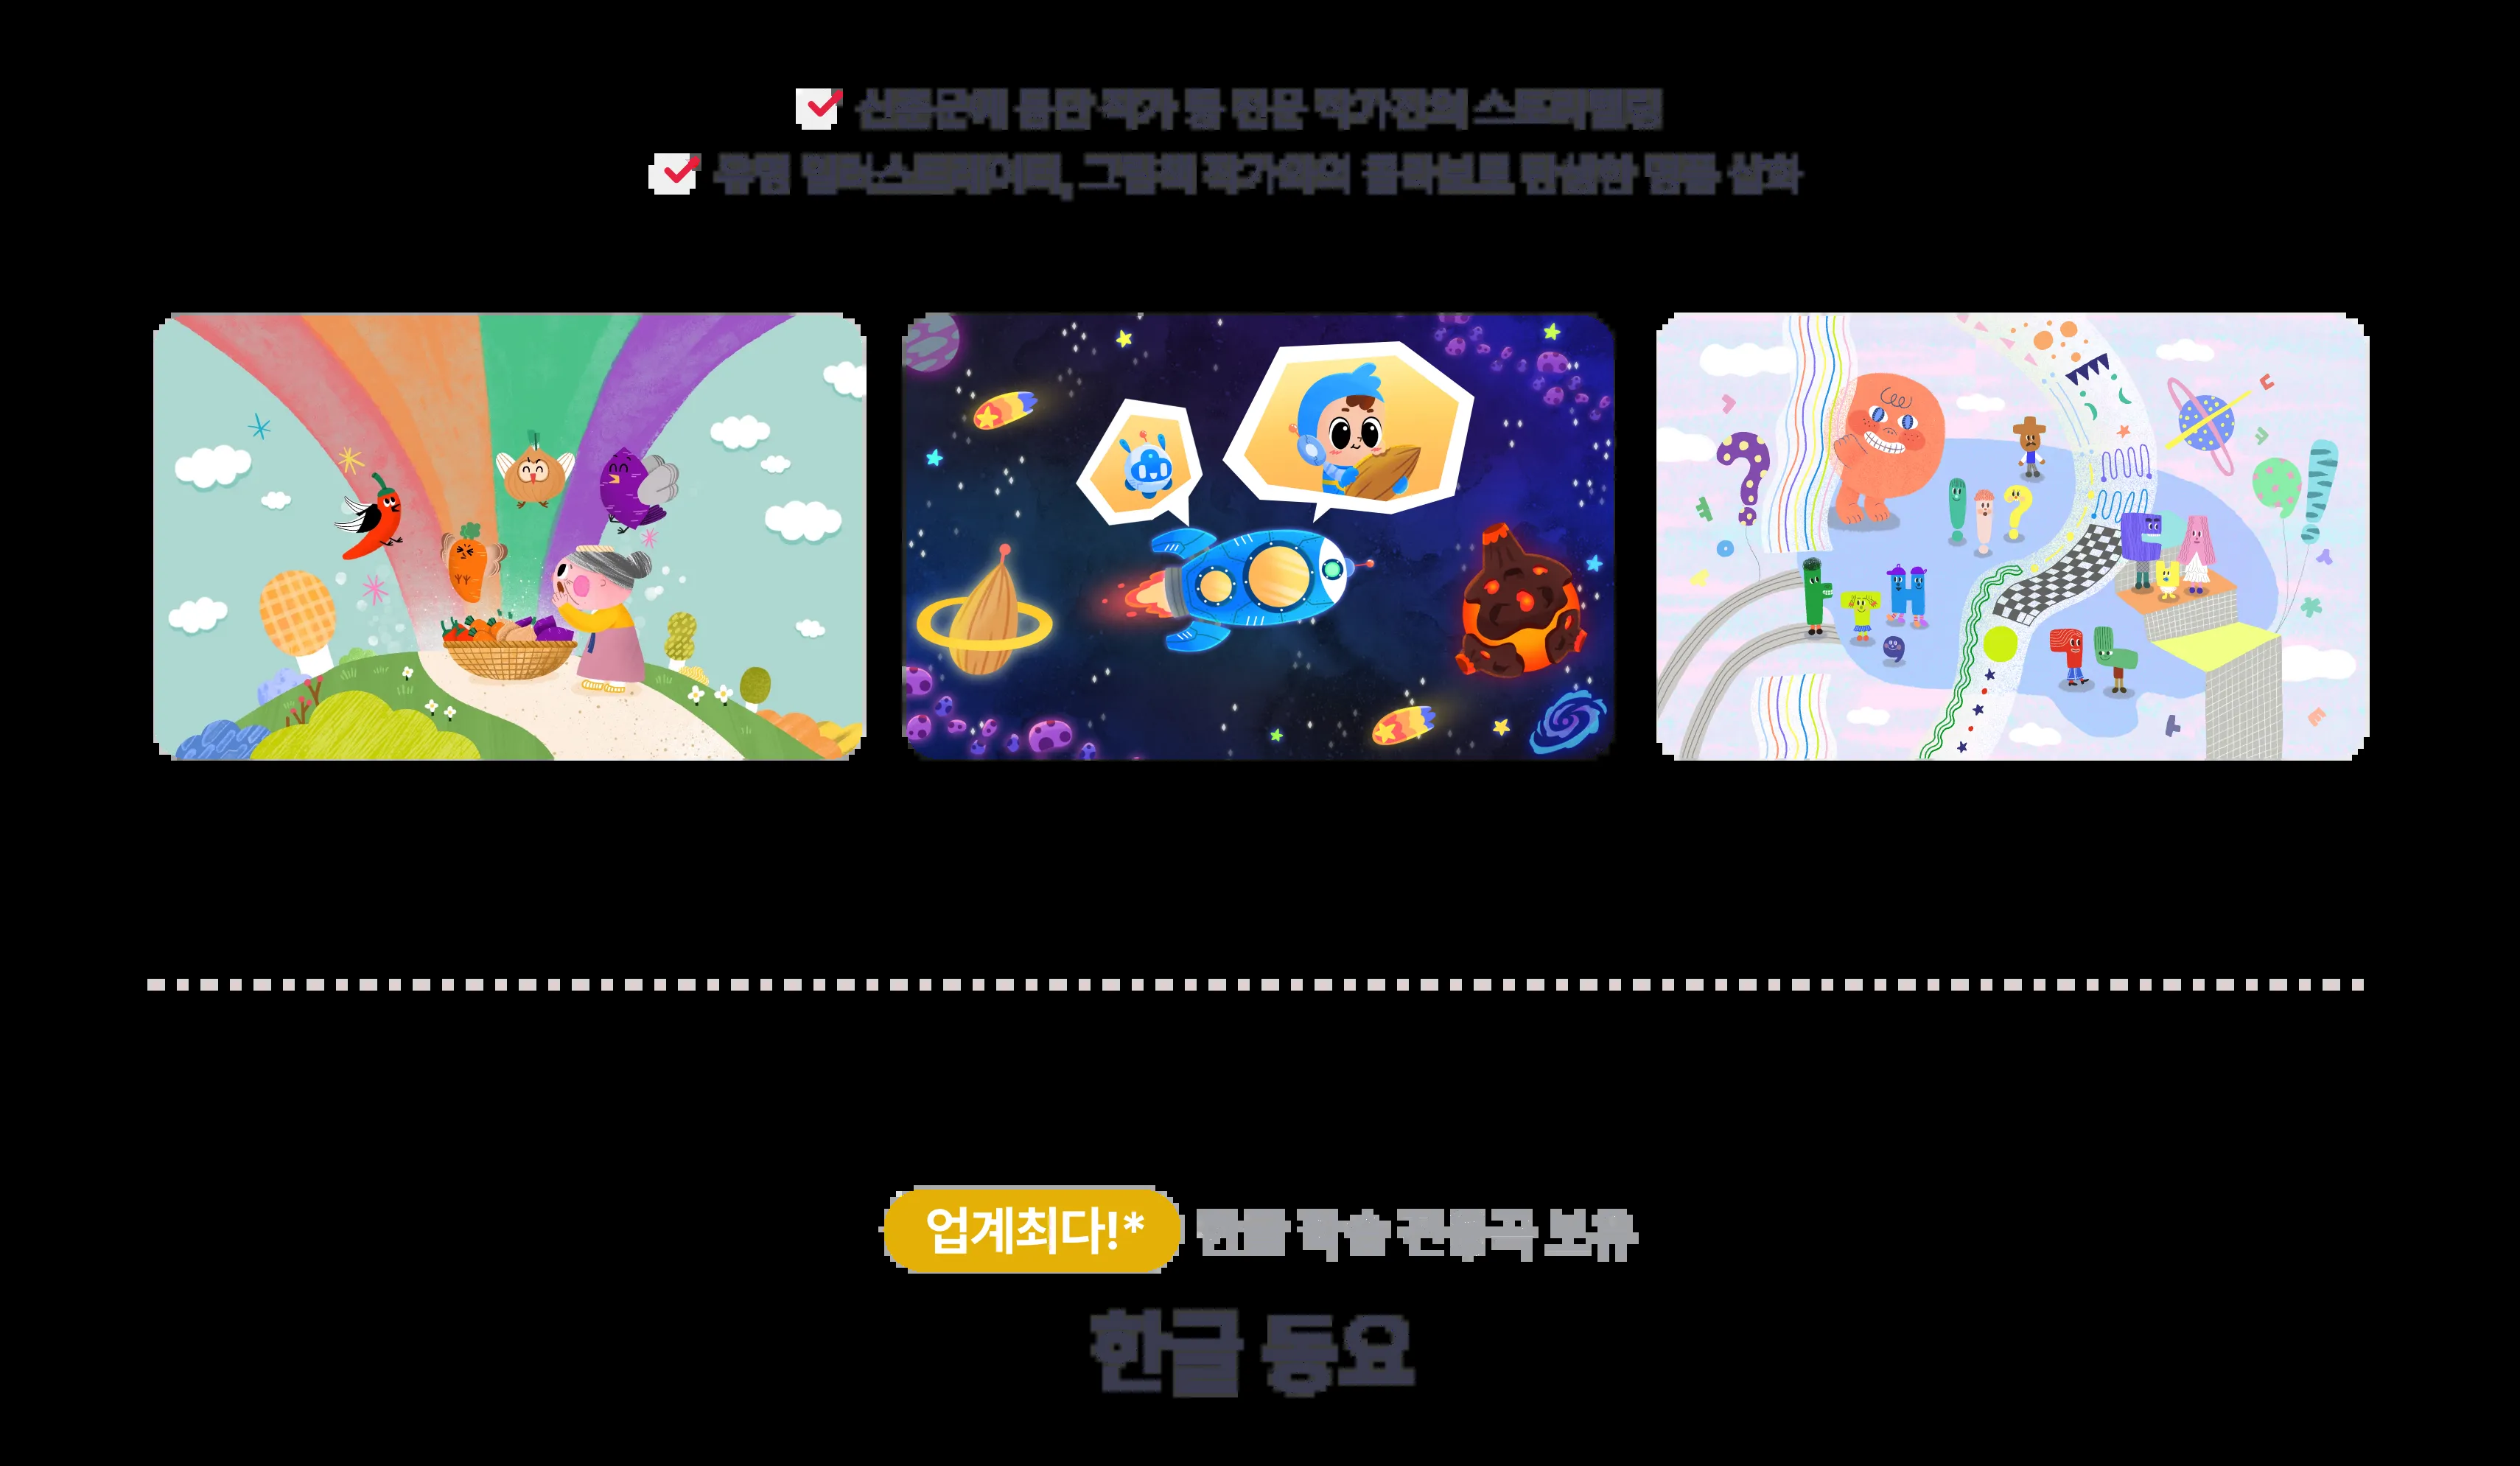 신춘문예 등단 작가 등 전문 작가진의 스토리텔링
유명 일러스트레이터, 그림책 작가와의 콜라보로 완성한 명품 삽화
업계최다!* 한글 학습 전용곡 보유
한글 동요